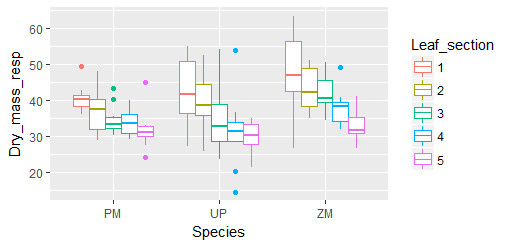 Dry_mass_resp
60
50
40
30
20
PM
UP
ZM
Species
Leaf_section
1
2
3
4
5